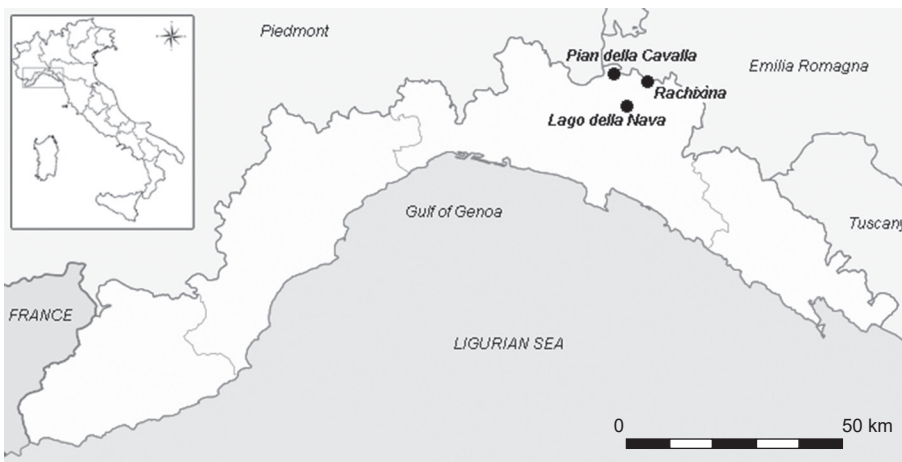 Piedmont
Pian della Cavalla
Emilia Romagna
Rachixina
Lago della Nava
Gulf of Genoa
Tuscany
FRANCE
LIGURIAN SEA
0 50 km